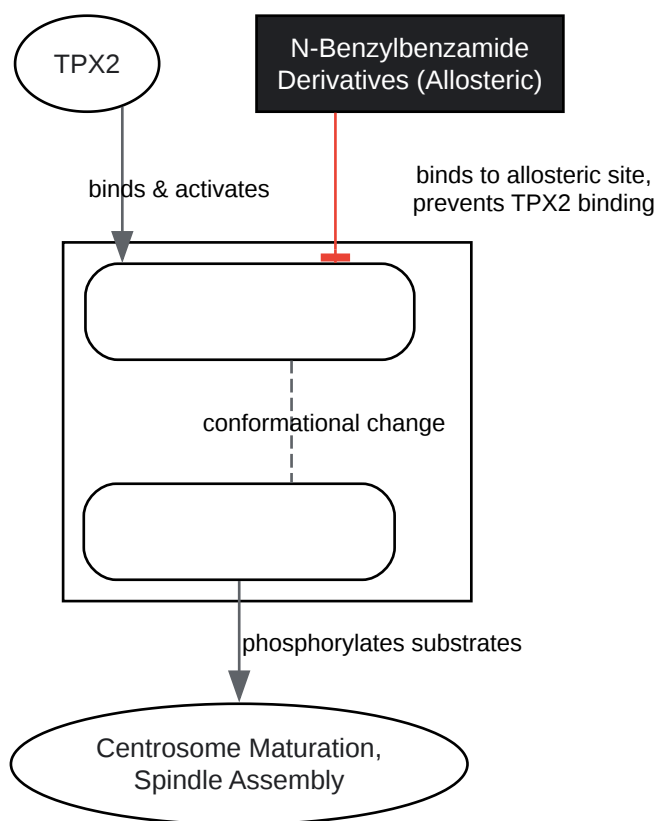 TPX2
N-Benzylbenzamide
Derivatives (Allosteric)
binds & activates
binds to allosteric site,
prevents TPX2 binding
conformational change
phosphorylates substrates
Centrosome Maturation,
Spindle Assembly